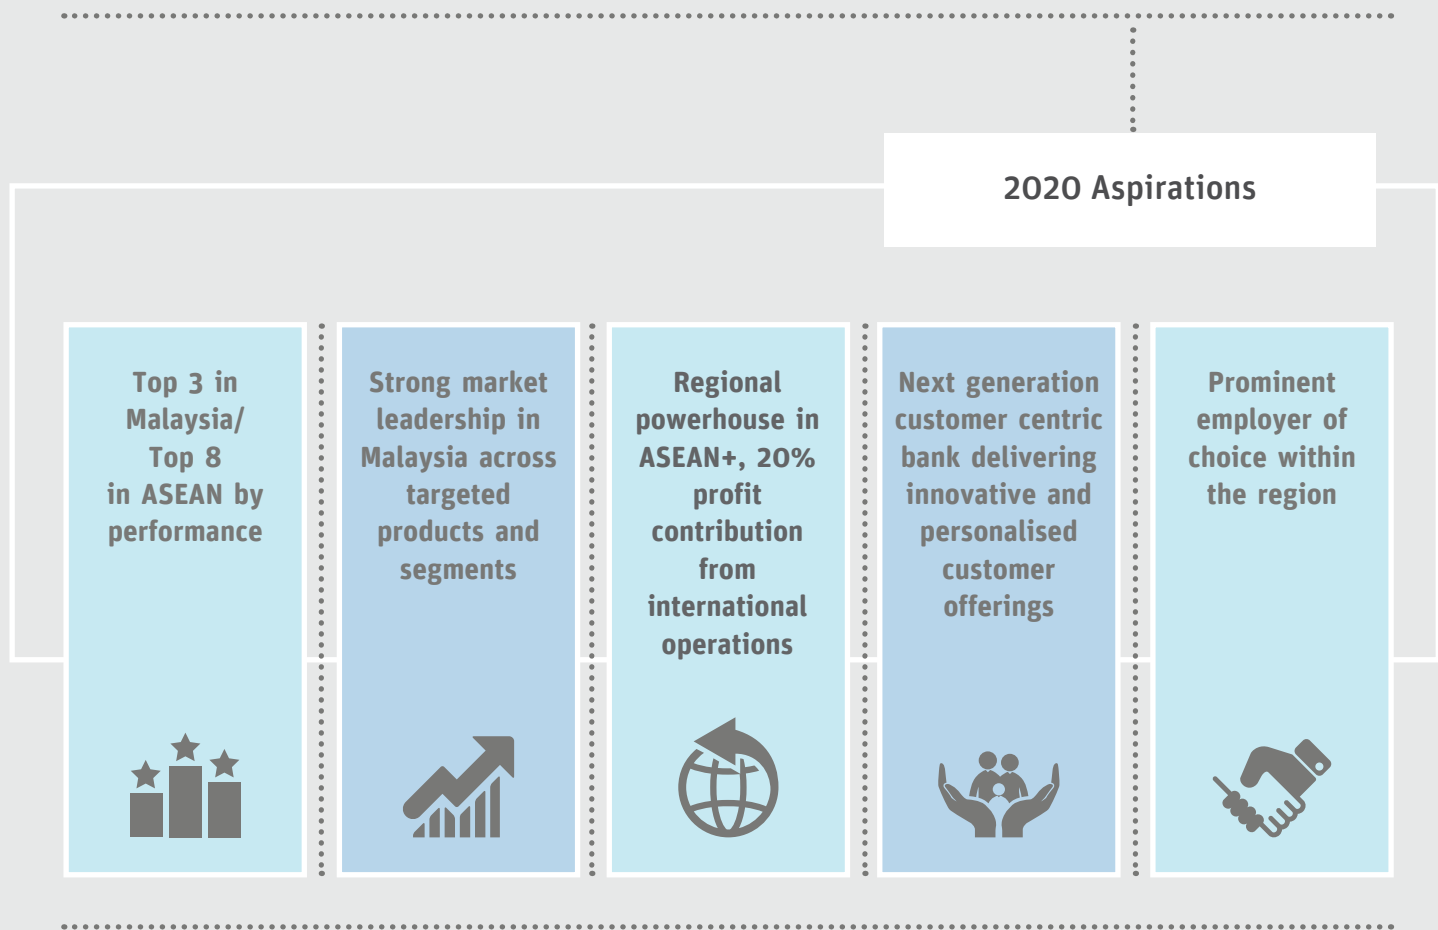 2020 Aspirations
Top 3 in
Malaysia/
Top 8
in ASEAN by
performance
Strong market
leadership in
Malaysia across
targeted
products and
segments
Regional
powerhouse in
ASEAN+, 20%
profit
contribution
from
international
operations
Next generation
customer centric
bank delivering
innovative and
personalised
customer
offerings
Prominent
employer of
choice within
the region